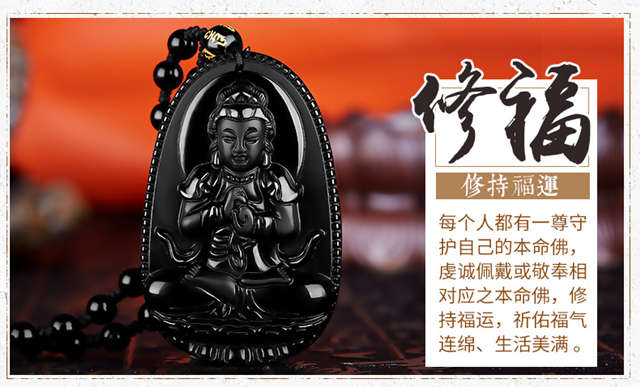 修福
修持福運
每个人都有一尊守
护自己的本命佛，
虔诚佩戴或敬奉相
对应之本命佛，修
持福运，祈佑福气
连绵、生活美满。